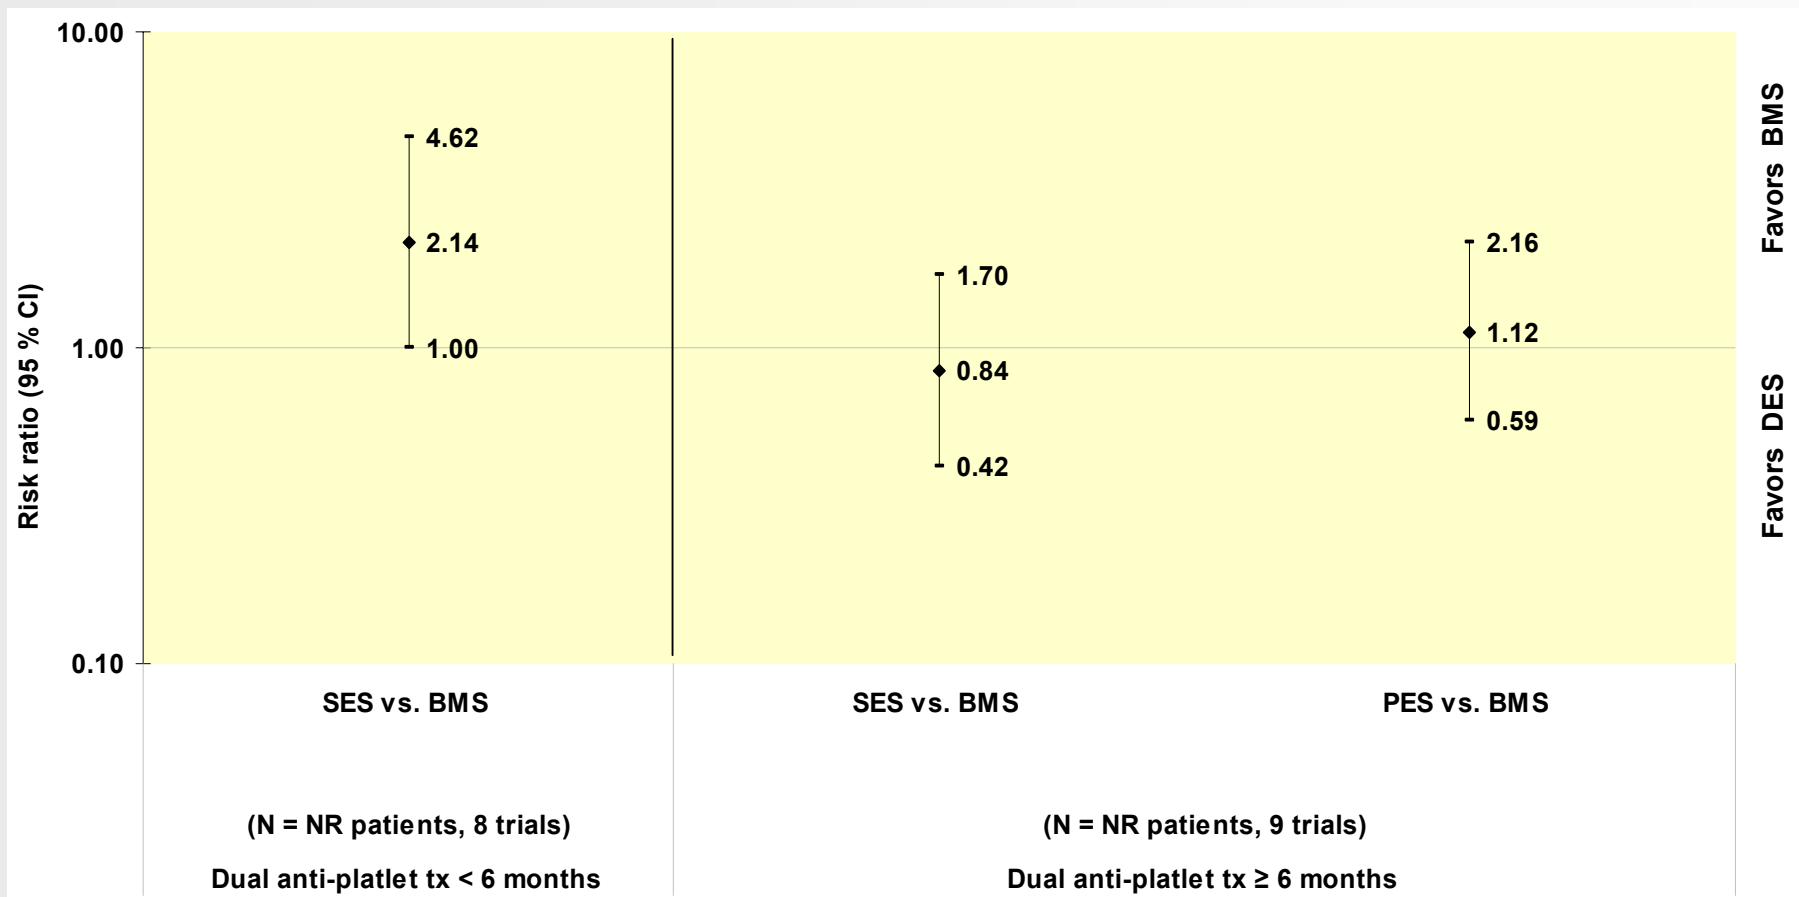 10.00
1.00
0.10
Risk ratio (95 % CI)
4.62
2.14
1.00
1.70
0.84
0.42
2.16
1.12
0.59
Favors BMS
Favors DES
SES vs. BMS
SES vs. BMS
PES vs. BMS
(N = NR patients, 8 trials)
(N = NR patients, 9 trials)
Dual anti-platlet tx < 6 months
Dual anti-platlet tx ≥ 6 months